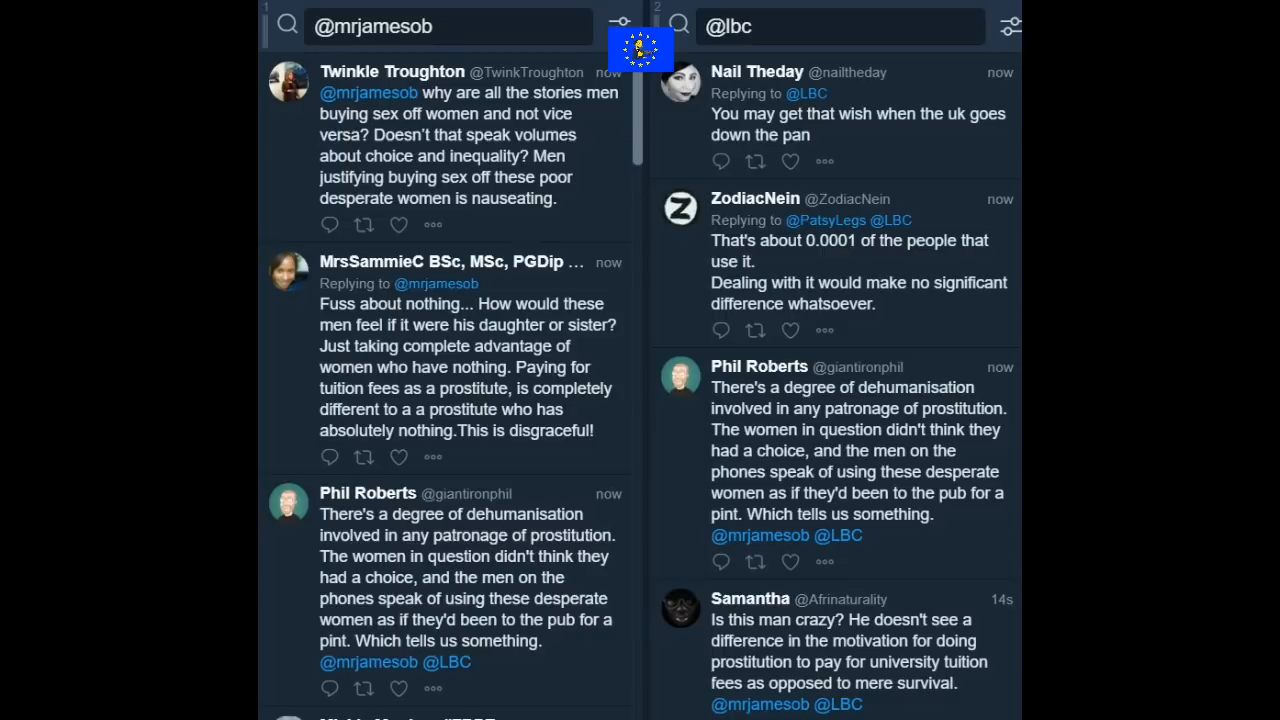 1
@mrjamesob
Twinkle Troughton @TwinkTroughton now
@mrjamesob why are all the stories men
buying sex off women and not vice
versa? Doesn't that speak volumes
about choice and inequality? Men
justifying buying sex off these poor
desperate women is nauseating.
MrsSammieC BSc, MSc, PGDip ... now
Replying to @mrjamesob
Fuss about nothing... How would these
men feel if it were his daughter or sister?
Just taking complete advantage of
women who have nothing. Paying for
tuition fees as a prostitute, is completely
different to a a prostitute who has
absolutely nothing.This is disgraceful!
Phil Roberts @giantironphil now
There's a degree of dehumanisation
involved in any patronage of prostitution.
The women in question didn't think they
had a choice, and the men on the
phones speak of using these desperate
women as if they'd been to the pub for a
pint. Which tells us something.
@mrjamesob @LBC
2
@lbc
Nail Theday @nailtheday now
Replying to @LBC
You may get that wish when the uk goes
down the pan
ZodiacNein @ZodiacNein now
Replying to @PatsyLegs @LBC
That's about 0.0001 of the people that
use it.
Dealing with it would make no significant
difference whatsoever.
Phil Roberts @giantironphil now
There's a degree of dehumanisation
involved in any patronage of prostitution.
The women in question didn't think they
had a choice, and the men on the
phones speak of using these desperate
women as if they'd been to the pub for a
pint. Which tells us something.
@mrjamesob @LBC
Samantha @Afrinaturality 14s
Is this man crazy? He doesn't see a
difference in the motivation for doing
prostitution to pay for university tuition
fees as opposed to mere survival.
@mrjamesob @LBC